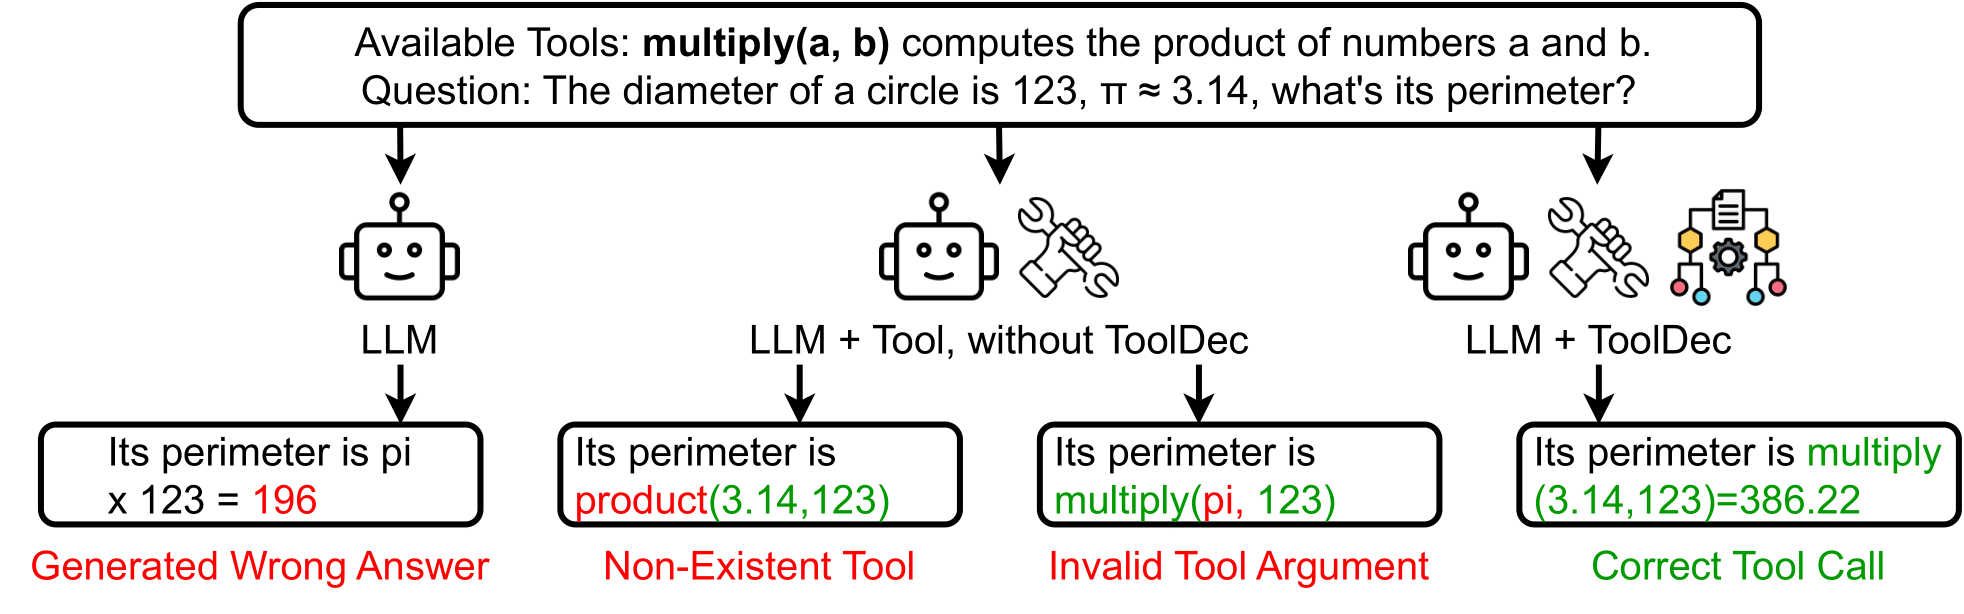 Available Tools: multiply(a, b) computes the product of numbers a and b.
Question: The diameter of a circle is 123, π ≈ 3.14, what's its perimeter?
LLM
LLM + Tool, without ToolDec
LLM + ToolDec
Its perimeter is pi
x 123 = 196
Its perimeter is
product(3.14,123)
Its perimeter is
multiply(pi, 123)
Its perimeter is multiply
(3.14,123)=386.22
Generated Wrong Answer
Non-Existent Tool
Invalid Tool Argument
Correct Tool Call